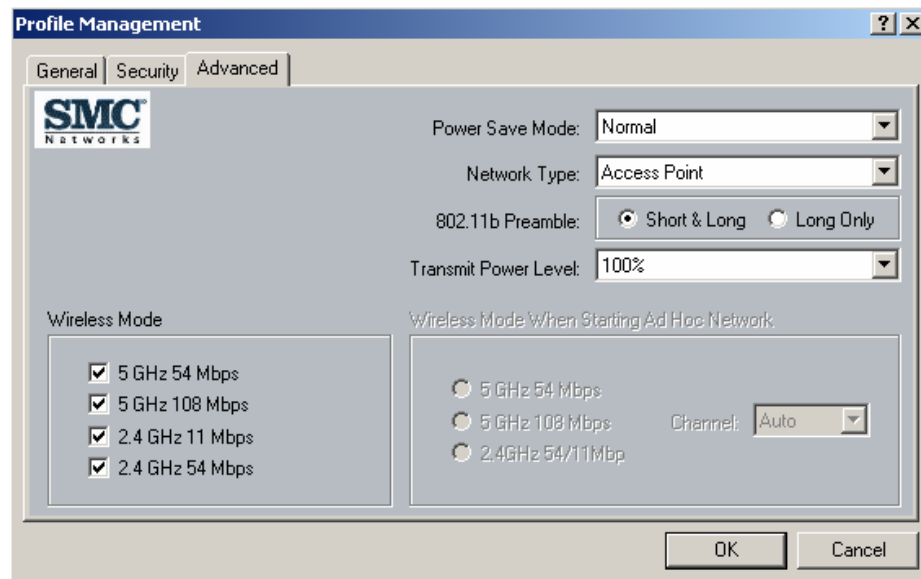 Profile Management
General Security Advanced
SMC
Networks
Power Save Mode: Normal
Network Type: Access Point
802.11b Preamble: Short & Long Long Only
Transmit Power Level: 100%
Wireless Mode
5 GHz 54 Mbps
5 GHz 108 Mbps
2.4 GHz 11 Mbps
2.4 GHz 54 Mbps
Wireless Mode When Starting Ad Hoc Network
5 GHz 54 Mbps
5 GHz 108 Mbps
2.4GHz 54/11Mbp
Channel: Auto
OK Cancel